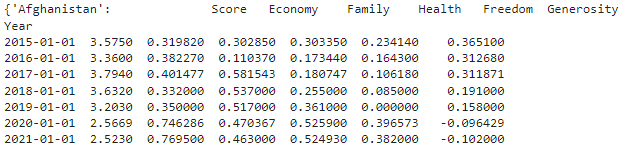 {'Afghanistan':             Score   Economy    Family    Health   Freedom  Generosity
Year
2015-01-01  3.5750  0.319820  0.302850  0.303350  0.234140    0.365100
2016-01-01  3.3600  0.382270  0.110370  0.173440  0.164300    0.312680
2017-01-01  3.7940  0.401477  0.581543  0.180747  0.106180    0.311871
2018-01-01  3.6320  0.332000  0.537000  0.255000  0.085000    0.191000
2019-01-01  3.2030  0.350000  0.517000  0.361000  0.000000    0.158000
2020-01-01  2.5669  0.746286  0.470367  0.525900  0.396573   -0.096429
2021-01-01  2.5230  0.769500  0.463000  0.524930  0.382000   -0.102000